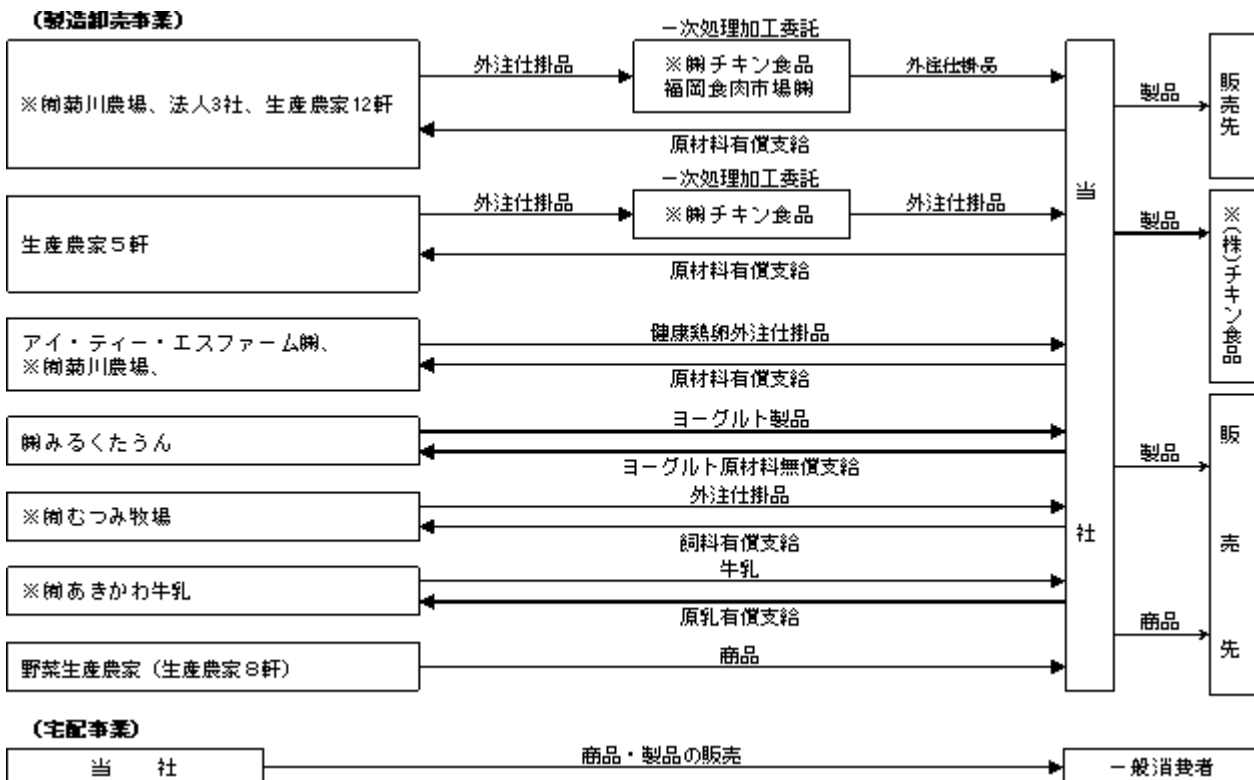 (製造卸売事業)
一次処理加工委託
外注仕掛品
※㈱チキン食品
福岡食肉市場㈱
外注仕掛品
※㈲菊川農場、法人3社、生産農家12軒
原材料有償支給
製品
販売先
一次処理加工委託
外注仕掛品
※㈱チキン食品
外注仕掛品
生産農家5軒
原材料有償支給
製品
※(株)チキン食品
当社
アイ・ティー・エスファーム㈱、
※㈲菊川農場、
健康鶏卵外注仕掛品
原材料有償支給
㈱みるくたうん
ヨーグルト製品
ヨーグルト原材料無償支給
製品
販売先
※㈲むつみ牧場
外注仕掛品
飼料有償支給
※㈲あきかわ牛乳
牛乳
原乳有償支給
商品
野菜生産農家(生産農家8軒)
商品
(宅配事業)
当 社
商品・製品の販売
一般消費者